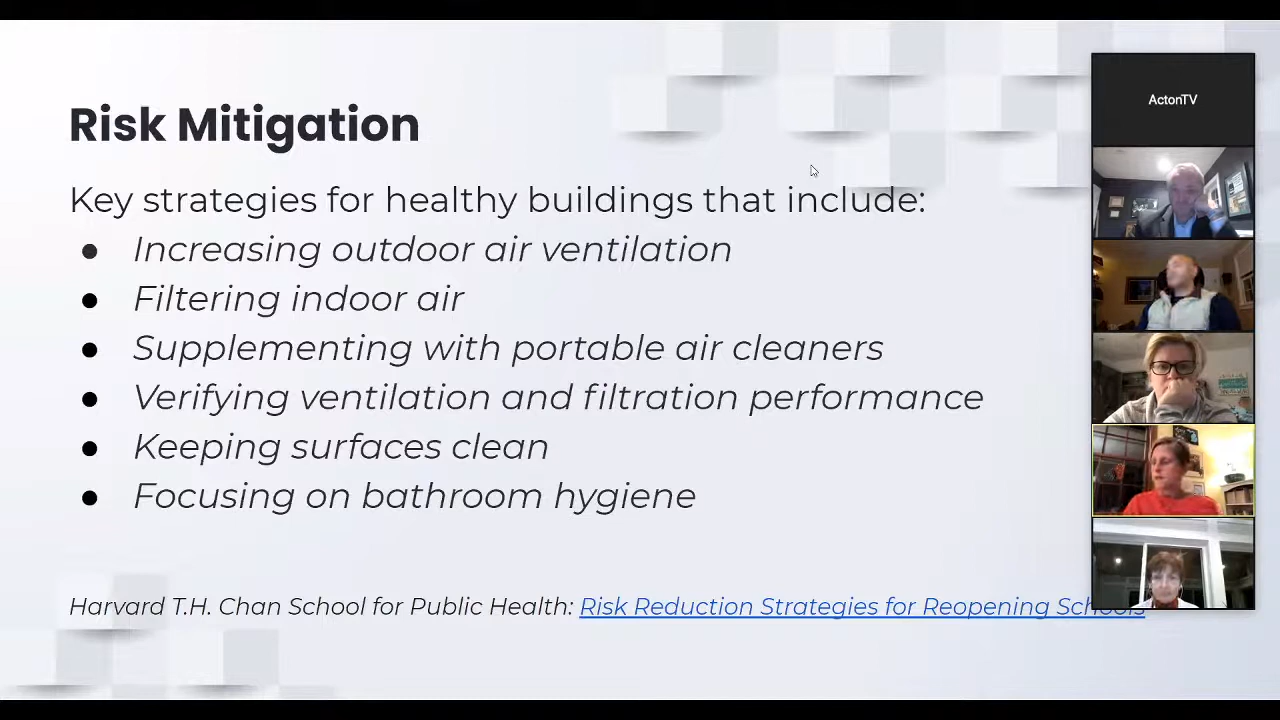 Risk Mitigation
Key strategies for healthy buildings that include:
● Increasing outdoor air ventilation
● Filtering indoor air
● Supplementing with portable air cleaners
● Verifying ventilation and filtration performance
● Keeping surfaces clean
● Focusing on bathroom hygiene
Harvard T.H. Chan School for Public Health: Risk Reduction Strategies for Reopening Schools
ActonTV